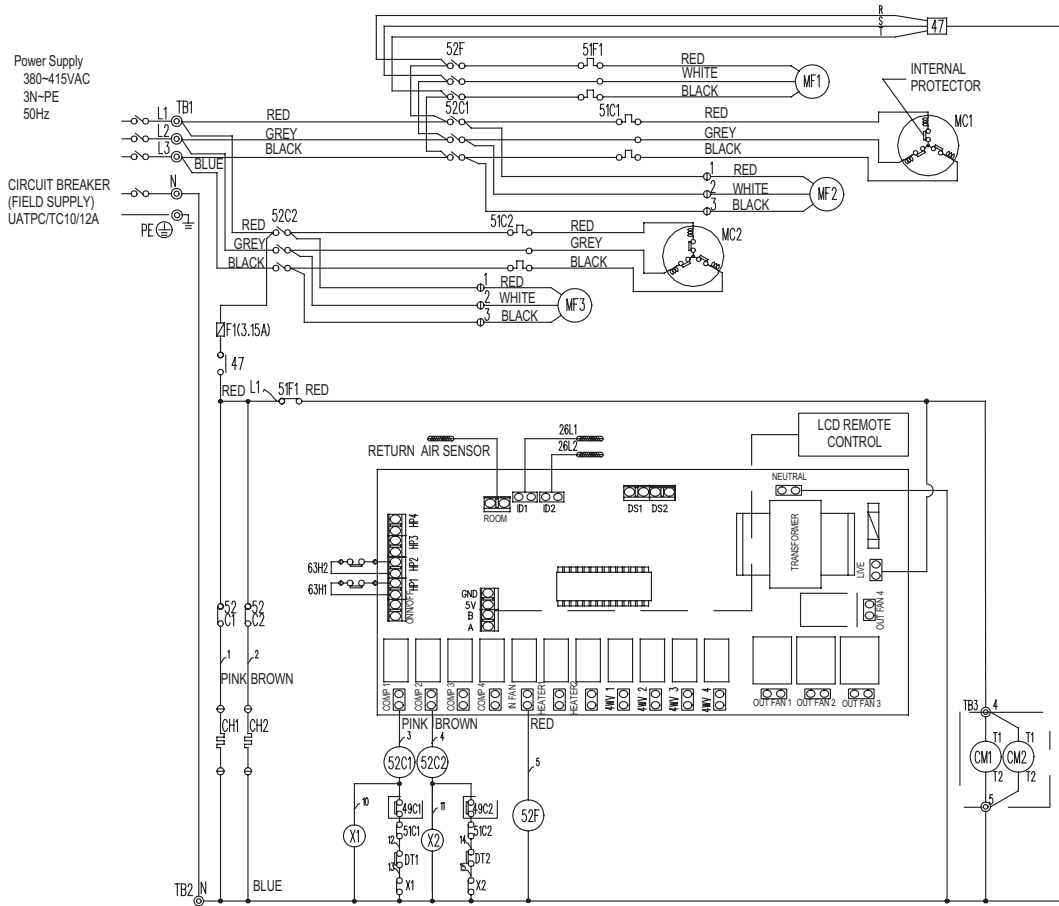 R
S
T
47
Power Supply
380~415VAC
3N~PE
50Hz
52F
51F1
RED
WHITE
BLACK
MF1
INTERNAL
PROTECTOR
L1
TB1
RED
52C1
51C1
MC1
L2
GREY
GREY
L3
BLACK
BLACK
BLUE
CIRCUIT BREAKER
(FIELD SUPPLY)
UATPC/TC10/12A
N
PE
1
RED
2
WHITE
3
BLACK
MF2
RED
52C2
51C2
RED
MC2
GREY
GREY
BLACK
BLACK
1
RED
2
WHITE
3
BLACK
MF3
F1(3.15A)
47
RED
L1
51F1
RED
RETURN AIR SENSOR
26L1
26L2
LCD REMOTE
CONTROL
NEUTRAL
ROOM
ID1
ID2
DS1
DS2
TRANSFORMER
LIVE
OUT FAN 4
HP4
HP3
HP2
HP1
ONN/OFF
63H2
63H1
GND
5V
B
A
52
C1
52
C2
1
2
PINK
BROWN
CH1
CH2
COMP 1
COMP 2
COMP 3
COMP 4
IN FAN
HEATER1
HEATER2
4WV 1
4WV 2
4WV 3
4WV 4
OUT FAN 1
OUT FAN 2
OUT FAN 3
PINK
BROWN
RED
3
4
5
52C1
52C2
52F
10
49C1
11
49C2
X1
51C1
X2
51C2
12
14
DT1
DT2
13
15
X1
X2
TB3
4
T1
T1
CM1
CM2
T2
T2
5
TB2
N
BLUE